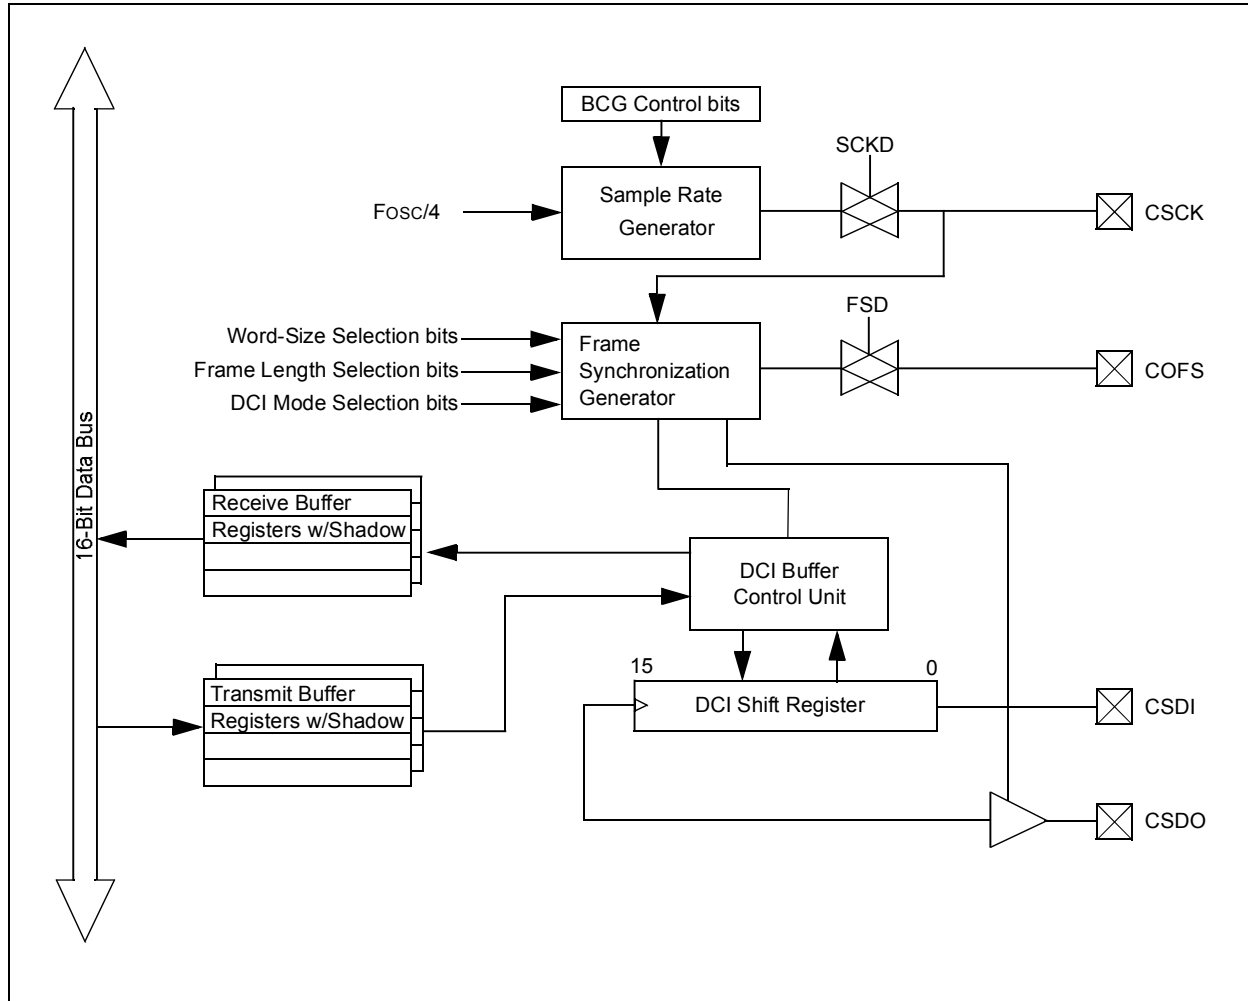 BCG Control bits
SCKD
Sample Rate
Generator
Fosc/4
CSCK
FSD
Word-Size Selection bits
Frame Length Selection bits
DCI Mode Selection bits
Frame
Synchronization
Generator
COFS
16-Bit Data Bus
Receive Buffer
Registers w/Shadow
DCI Buffer
Control Unit
15
0
Transmit Buffer
Registers w/Shadow
DCI Shift Register
CSDI
CSDO